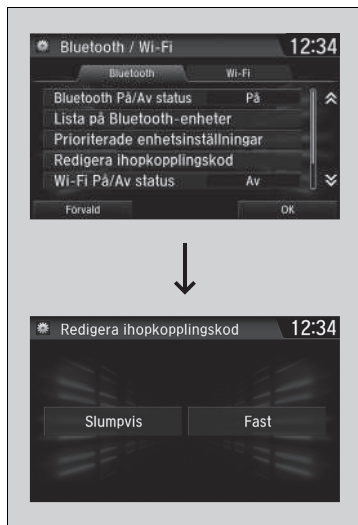 Bluetooth / Wi-Fi 12:34
Bluetooth Wi-Fi
Bluetooth På/Av status På
Lista på Bluetooth-enheter
Prioriterade enhetsinställningar
Redigera ihopkopplingskod
Wi-Fi På/Av status Av
Förvald OK
Redigera ihopkopplingskod 12:34
Slumpvis Fast